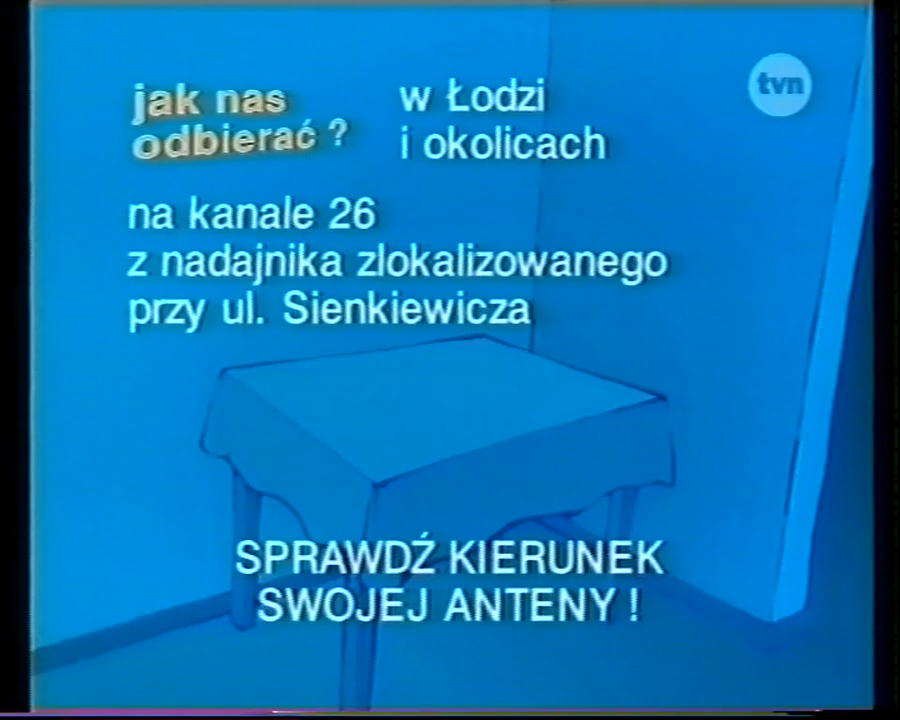 jak nas
odbierać ?
w Łodzi
i okolicach
tvn
na kanale 26
z nadajnika zlokalizowanego
przy ul. Sienkiewicza
SPRAWDŹ KIERUNEK
SWOJEJ ANTENY !